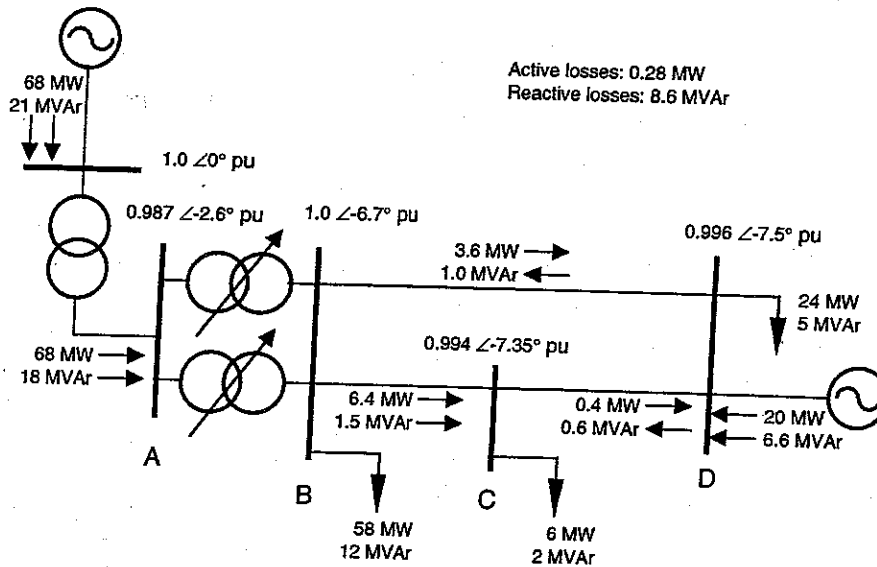 Active losses: 0.28 MW
Reactive losses: 8.6 MVAr
68 MW
21 MVAr
1.0 ∠0° pu
0.987 ∠-2.6° pu
1.0 ∠-6.7° pu
0.996 ∠-7.5° pu
3.6 MW
1.0 MVAr
24 MW
5 MVAr
0.994 ∠-7.35° pu
68 MW
18 MVAr
6.4 MW
1.5 MVAr
0.4 MW
0.6 MVAr
20 MW
6.6 MVAr
A
B
C
D
58 MW
12 MVAr
6 MW
2 MVAr